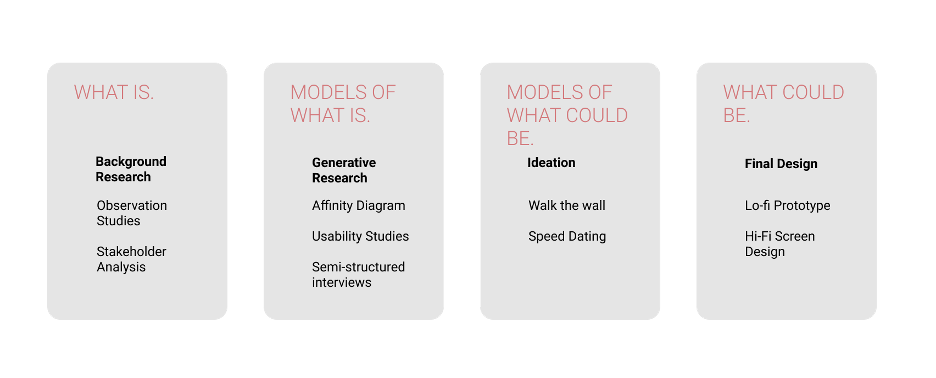 WHAT IS.
Background
Research
Observation
Studies
Stakeholder
Analysis
MODELS OF
WHAT IS.
Generative
Research
Affinity Diagram
Usability Studies
Semi-structured
interviews
MODELS OF
WHAT COULD
BE.
Ideation
Walk the wall
Speed Dating
WHAT COULD
BE.
Final Design
Lo-fi Prototype
Hi-Fi Screen
Design